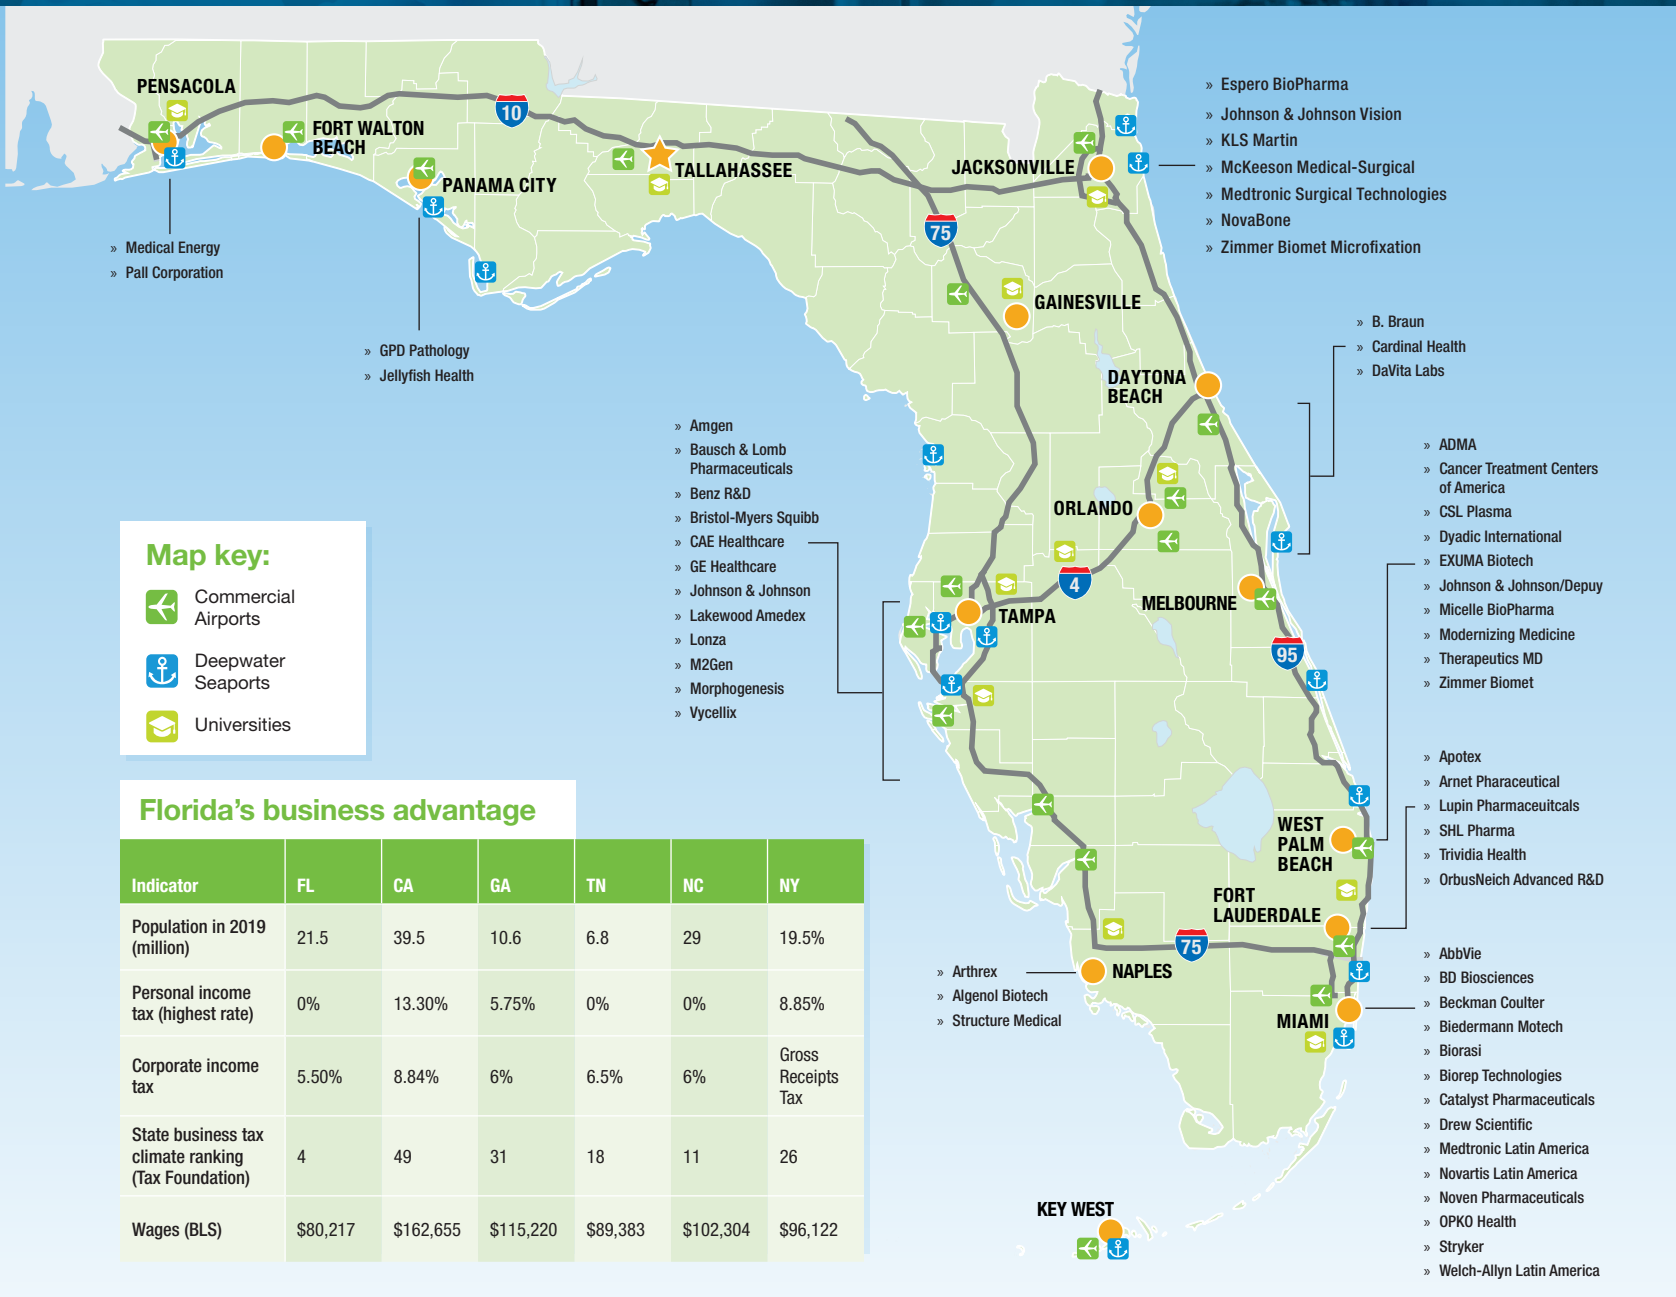 PENSACOLA
FORT WALTON
BEACH
10
PANAMA CITY
TALLAHASSEE
JACKSONVILLE
75
GAINESVILLE
DAYTONA
BEACH
ORLANDO
4
TAMPA
MELBOURNE
95
WEST
PALM
BEACH
FORT
LAUDERDALE
75
NAPLES
MIAMI
KEY WEST
» Medical Energy
» Pall Corporation
» GPD Pathology
» Jellyfish Health
» Espero BioPharma
» Johnson & Johnson Vision
» KLS Martin
» McKeeson Medical-Surgical
» Medtronic Surgical Technologies
» NovaBone
» Zimmer Biomet Microfixation
» B. Braun
» Cardinal Health
» DaVita Labs
» Amgen
» Bausch & Lomb
Pharmaceuticals
» Benz R&D
» Bristol-Myers Squibb
» CAE Healthcare
» GE Healthcare
» Johnson & Johnson
» Lakewood Amedex
» Lonza
» M2Gen
» Morphogenesis
» Vycellix
» ADMA
» Cancer Treatment Centers
of America
» CSL Plasma
» Dyadic International
» EXUMA Biotech
» Johnson & Johnson/Depuy
» Micelle BioPharma
» Modernizing Medicine
» Therapeutics MD
» Zimmer Biomet
» Apotex
» Arnet Pharaceutical
» Lupin Pharmaceuitcals
» SHL Pharma
» Trividia Health
» OrbusNeich Advanced R&D
» Arthrex
» Algenol Biotech
» Structure Medical
» AbbVie
» BD Biosciences
» Beckman Coulter
» Biedermann Motech
» Biorasi
» Biorep Technologies
» Catalyst Pharmaceuticals
» Drew Scientific
» Medtronic Latin America
» Novartis Latin America
» Noven Pharmaceuticals
» OPKO Health
» Stryker
» Welch-Allyn Latin America
Map key:
Commercial
Airports
Deepwater
Seaports
Universities
Florida's business advantage
Indicator FL CA GA TN NC NY
Population in 2019
(million) 21.5 39.5 10.6 6.8 29 19.5%
Personal income
tax (highest rate) 0% 13.30% 5.75% 0% 0% 8.85%
Corporate income
tax 5.50% 8.84% 6% 6.5% 6% Gross
Receipts
Tax
State business tax
climate ranking
(Tax Foundation) 4 49 31 18 11 26
Wages (BLS) $80,217 $162,655 $115,220 $89,383 $102,304 $96,122